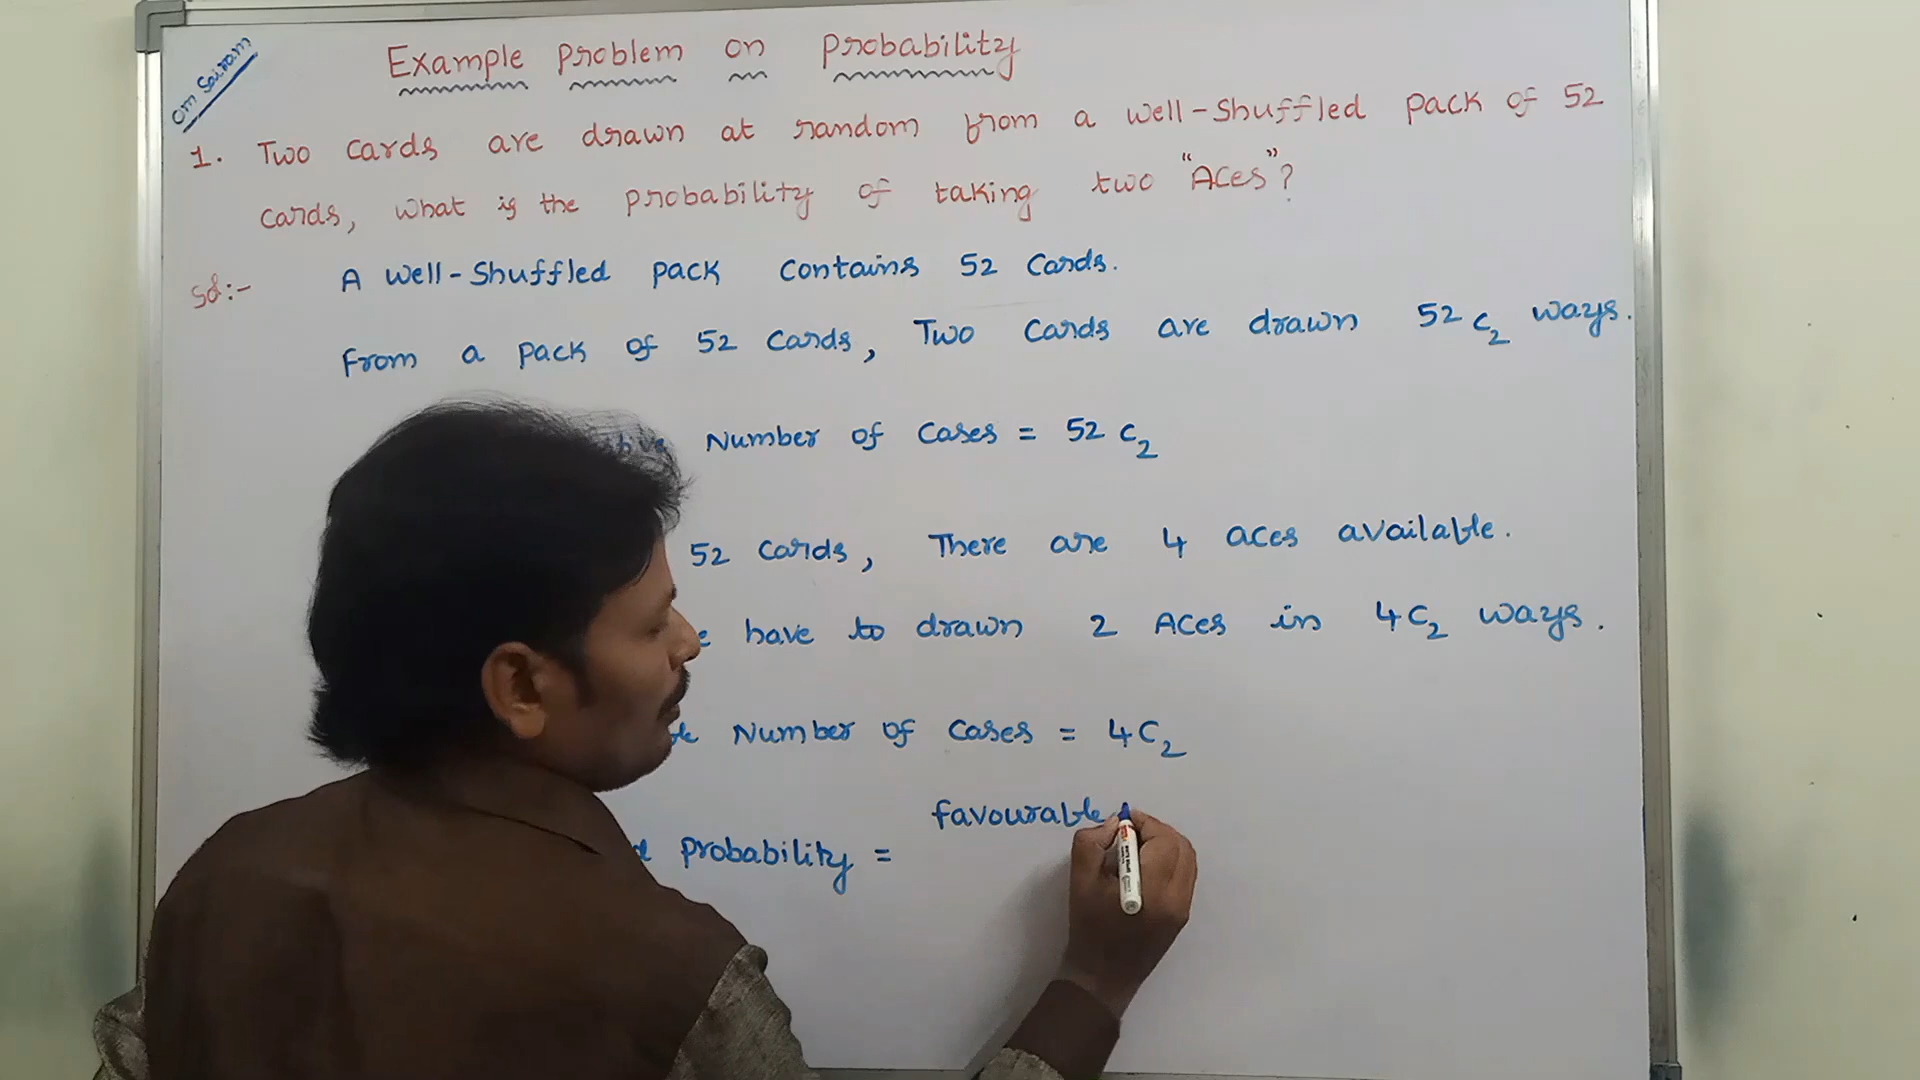 Om Sairam
Example Problem on Probability
1. Two cards are drawn at random from a well-shuffled pack of 52
cards, what is the probability of taking two "Aces"?
Sol:- A well-shuffled pack contains 52 cards.
From a pack of 52 cards, Two cards are drawn 52C₂ ways.
Number of Cases = 52C₂
52 cards, There are 4 aces available.
have to drawn 2 Aces in 4C₂ ways.
Number of Cases = 4C₂
Probability = favourable